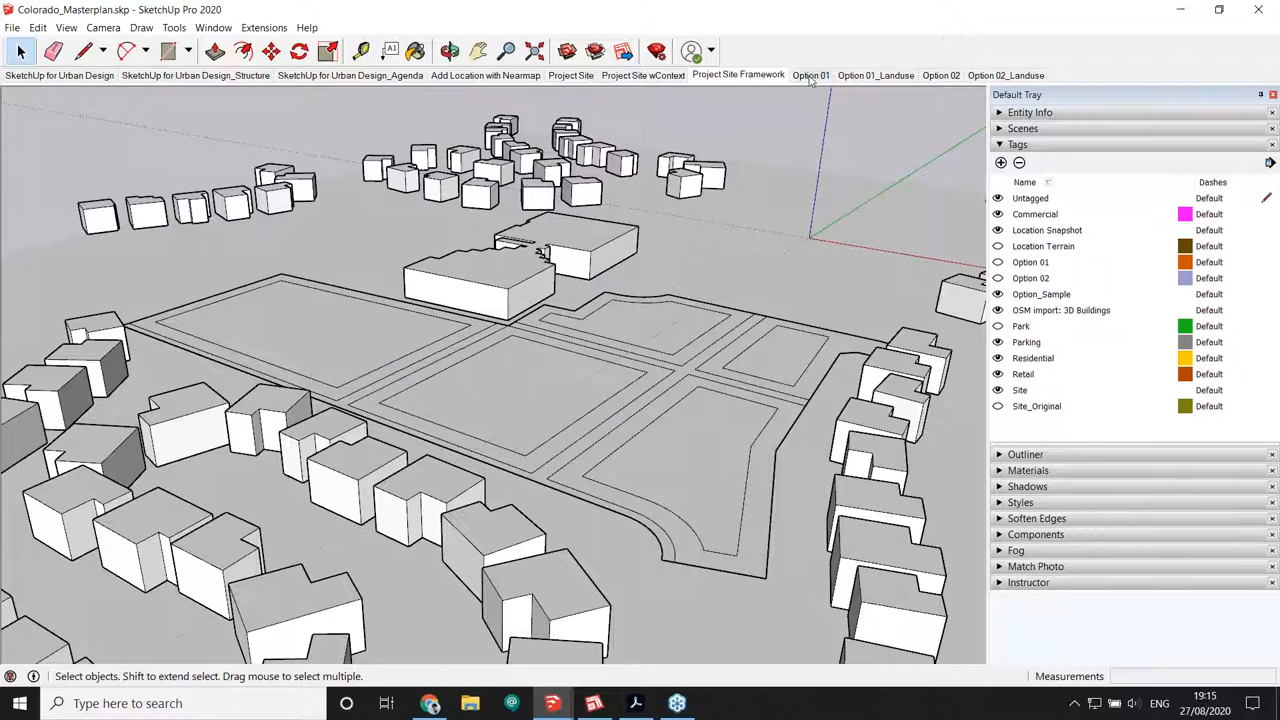 Colorado_Masterplan.skp - SketchUp Pro 2020
File Edit View Camera Draw Tools Window Extensions Help
A1
SketchUp for Urban Design SketchUp for Urban Design_Structure SketchUp for Urban Design_Agenda Add Location with Nearmap Project Site Project Site wContext Project Site Framework Option 01 Option 01_Landuse Option 02 Option 02_Landuse
Default Tray
Entity Info
Scenes
Tags
Name Dashes
Untagged Default
Commercial Default
Location Snapshot Default
Location Terrain Default
Option 01 Default
Option 02 Default
Option_Sample Default
OSM import: 3D Buildings Default
Park Default
Parking Default
Residential Default
Retail Default
Site Default
Site_Original Default
Outliner
Materials
Shadows
Styles
Soften Edges
Components
Fog
Match Photo
Instructor
Select objects. Shift to extend select. Drag mouse to select multiple. Measurements
Type here to search
ENG
19:15
27/08/2020